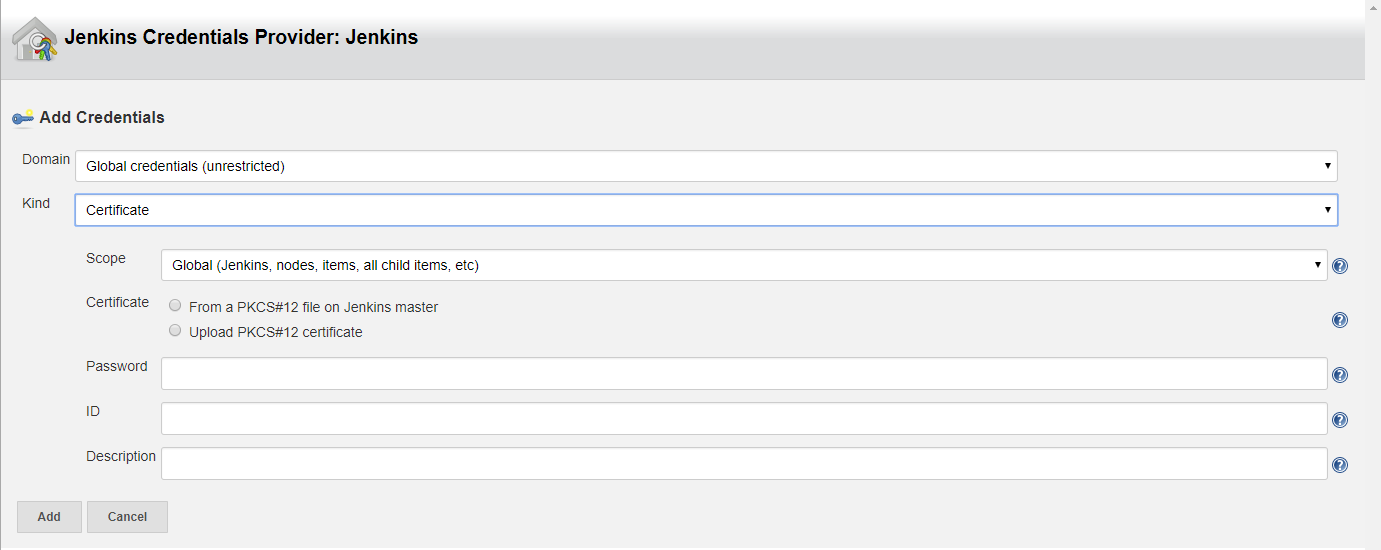 Jenkins Credentials Provider: Jenkins
Add Credentials
Domain Global credentials (unrestricted)
Kind Certificate
Scope Global (Jenkins, nodes, items, all child items, etc)
Certificate From a PKCS#12 file on Jenkins master
Upload PKCS#12 certificate
Password
ID
Description
Add Cancel